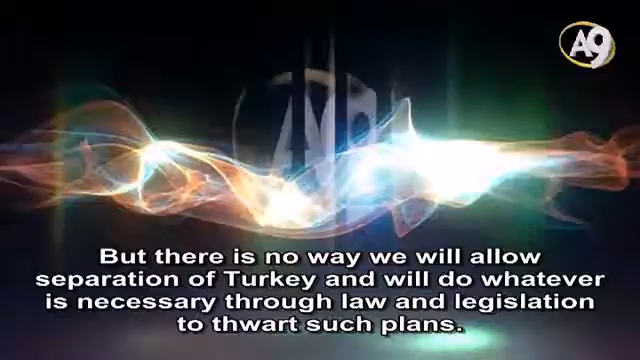 A9
But there is no way we will allow
separation of Turkey and will do whatever
is necessary through law and legislation
to thwart such plans.